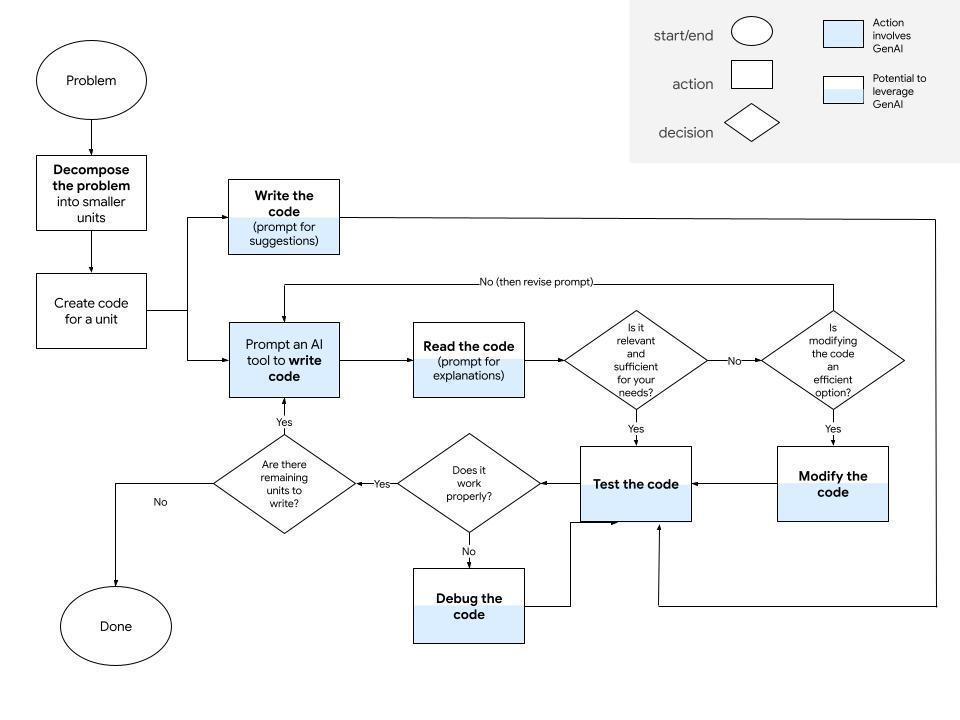 start/end
action
decision
Action
involves
GenAI
Potential to
leverage
GenAI
Problem
Decompose
the problem
into smaller
units
Create code
for a unit
Write the
code
(prompt for
suggestions)
No (then revise prompt)
Prompt an AI
tool to write
code
Read the code
(prompt for
explanations)
Is it
relevant
and
sufficient
for your
needs?
No
Is
modifying
the code
an
efficient
option?
Yes
Yes
Yes
Modify the
code
Test the code
Does it
work
properly?
Yes
Are there
remaining
units to
write?
No
No
Debug the
code
Done